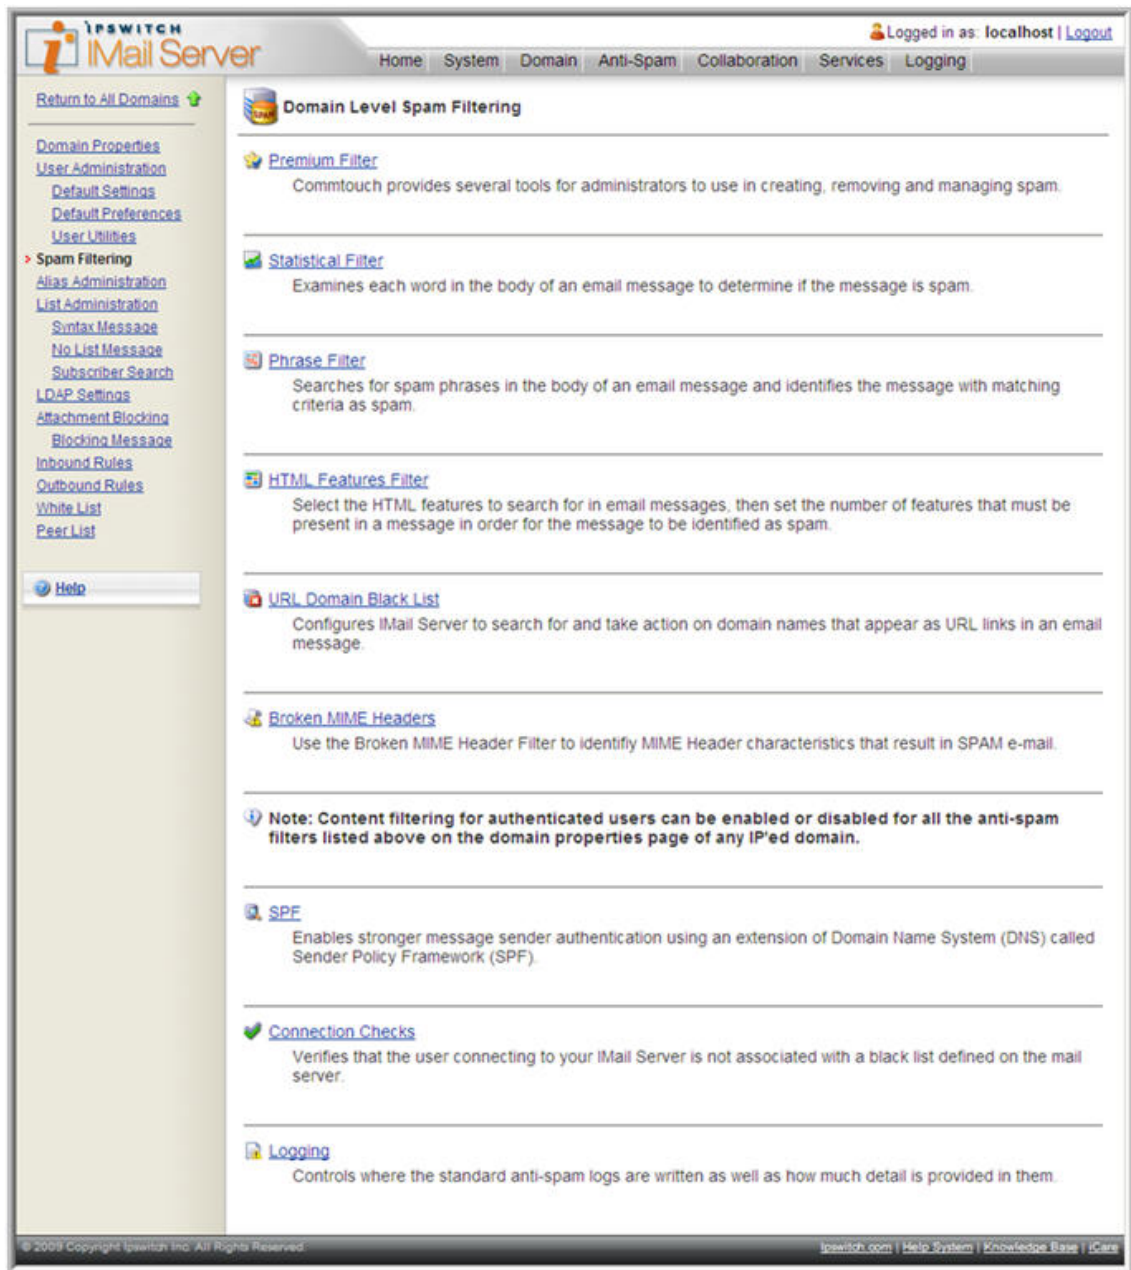 IPSWITCH
IMail Server
Logged in as: localhost | Logout
Home System Domain Anti-Spam Collaboration Services Logging
Return to All Domains
Domain Properties
User Administration
Default Settings
Default Preferences
User Utilities
Spam Filtering
Alias Administration
List Administration
Syntax Message
No List Message
Subscriber Search
LDAP Settings
Attachment Blocking
Blocking Message
Inbound Rules
Outbound Rules
White List
Peer List
Help
SPAM
Domain Level Spam Filtering
Premium Filter
Commtouch provides several tools for administrators to use in creating, removing and managing spam.
Statistical Filter
Examines each word in the body of an email message to determine if the message is spam.
Phrase Filter
Searches for spam phrases in the body of an email message and identifies the message with matching
criteria as spam.
HTML Features Filter
Select the HTML features to search for in email messages, then set the number of features that must be
present in a message in order for the message to be identified as spam.
URL Domain Black List
Configures IMail Server to search for and take action on domain names that appear as URL links in an email
message.
Broken MIME Headers
Use the Broken MIME Header Filter to identifiy MIME Header characteristics that result in SPAM e-mail.
Note: Content filtering for authenticated users can be enabled or disabled for all the anti-spam
filters listed above on the domain properties page of any IP'ed domain.
SPF
Enables stronger message sender authentication using an extension of Domain Name System (DNS) called
Sender Policy Framework (SPF).
Connection Checks
Verifies that the user connecting to your IMail Server is not associated with a black list defined on the mail
server.
Logging
Controls where the standard anti-spam logs are written as well as how much detail is provided in them.
© 2009 Copyright Ipswitch Inc. All Rights Reserved.
Ipswitch.com | Help System | Knowledge Base | iCare